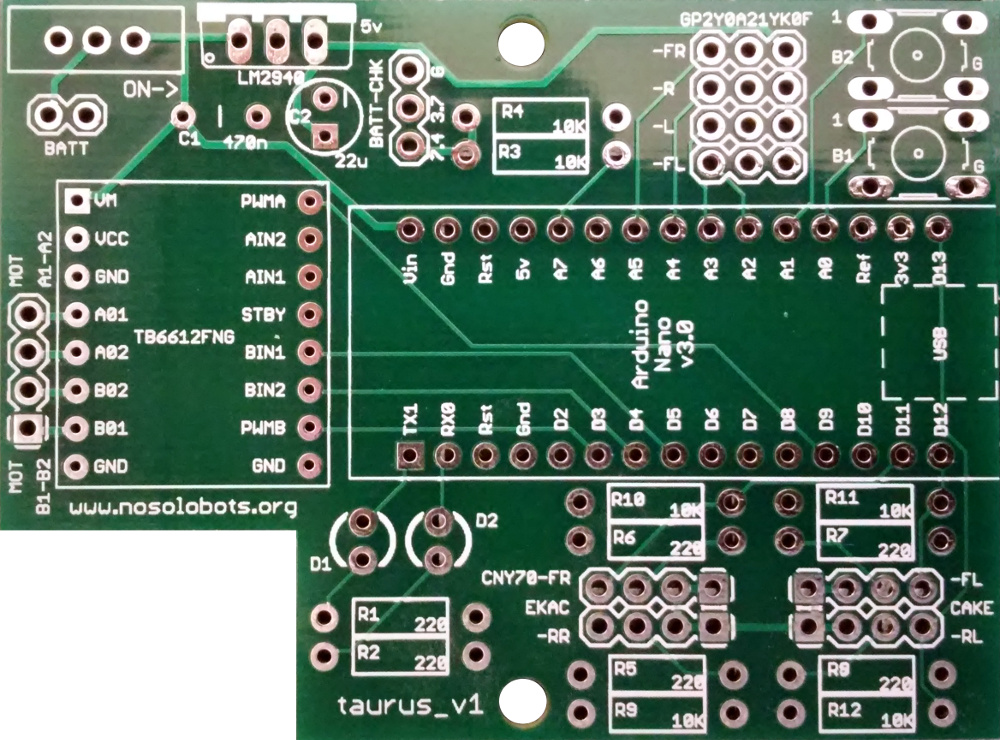 5v
LM2940
GP2Y0A21YK0F
-FR
-R
-L
-FL
1
B2
G
1
B1
G
ON->
BATT
C1
470n
C2
22u
BATT-CHK
6
3.7
7.4
R4
10K
R3
10K
VM
VCC
GND
A01
A02
B02
B01
GND
TB6612FNG
PWMA
AIN2
AIN1
STBY
BIN1
BIN2
PWMB
GND
MOT
A1-A2
MOT
B1-B2
www.nosolobots.org
Vin
Gnd
Rst
5v
A7
A6
A5
A4
A3
A2
A1
A0
Ref
3v3
D13
Arduino
Nano
v3.0
USB
TX1
RX0
Rst
Gnd
D2
D3
D4
D5
D6
D7
D8
D9
D10
D11
D12
D1
D2
R1
220
R2
220
R10
10K
R6
220
R11
10K
R7
220
CNY70-FR
EKAC
-RR
-FL
CAKE
-RL
R5
220
R9
10K
R8
220
R12
10K
taurus_v1